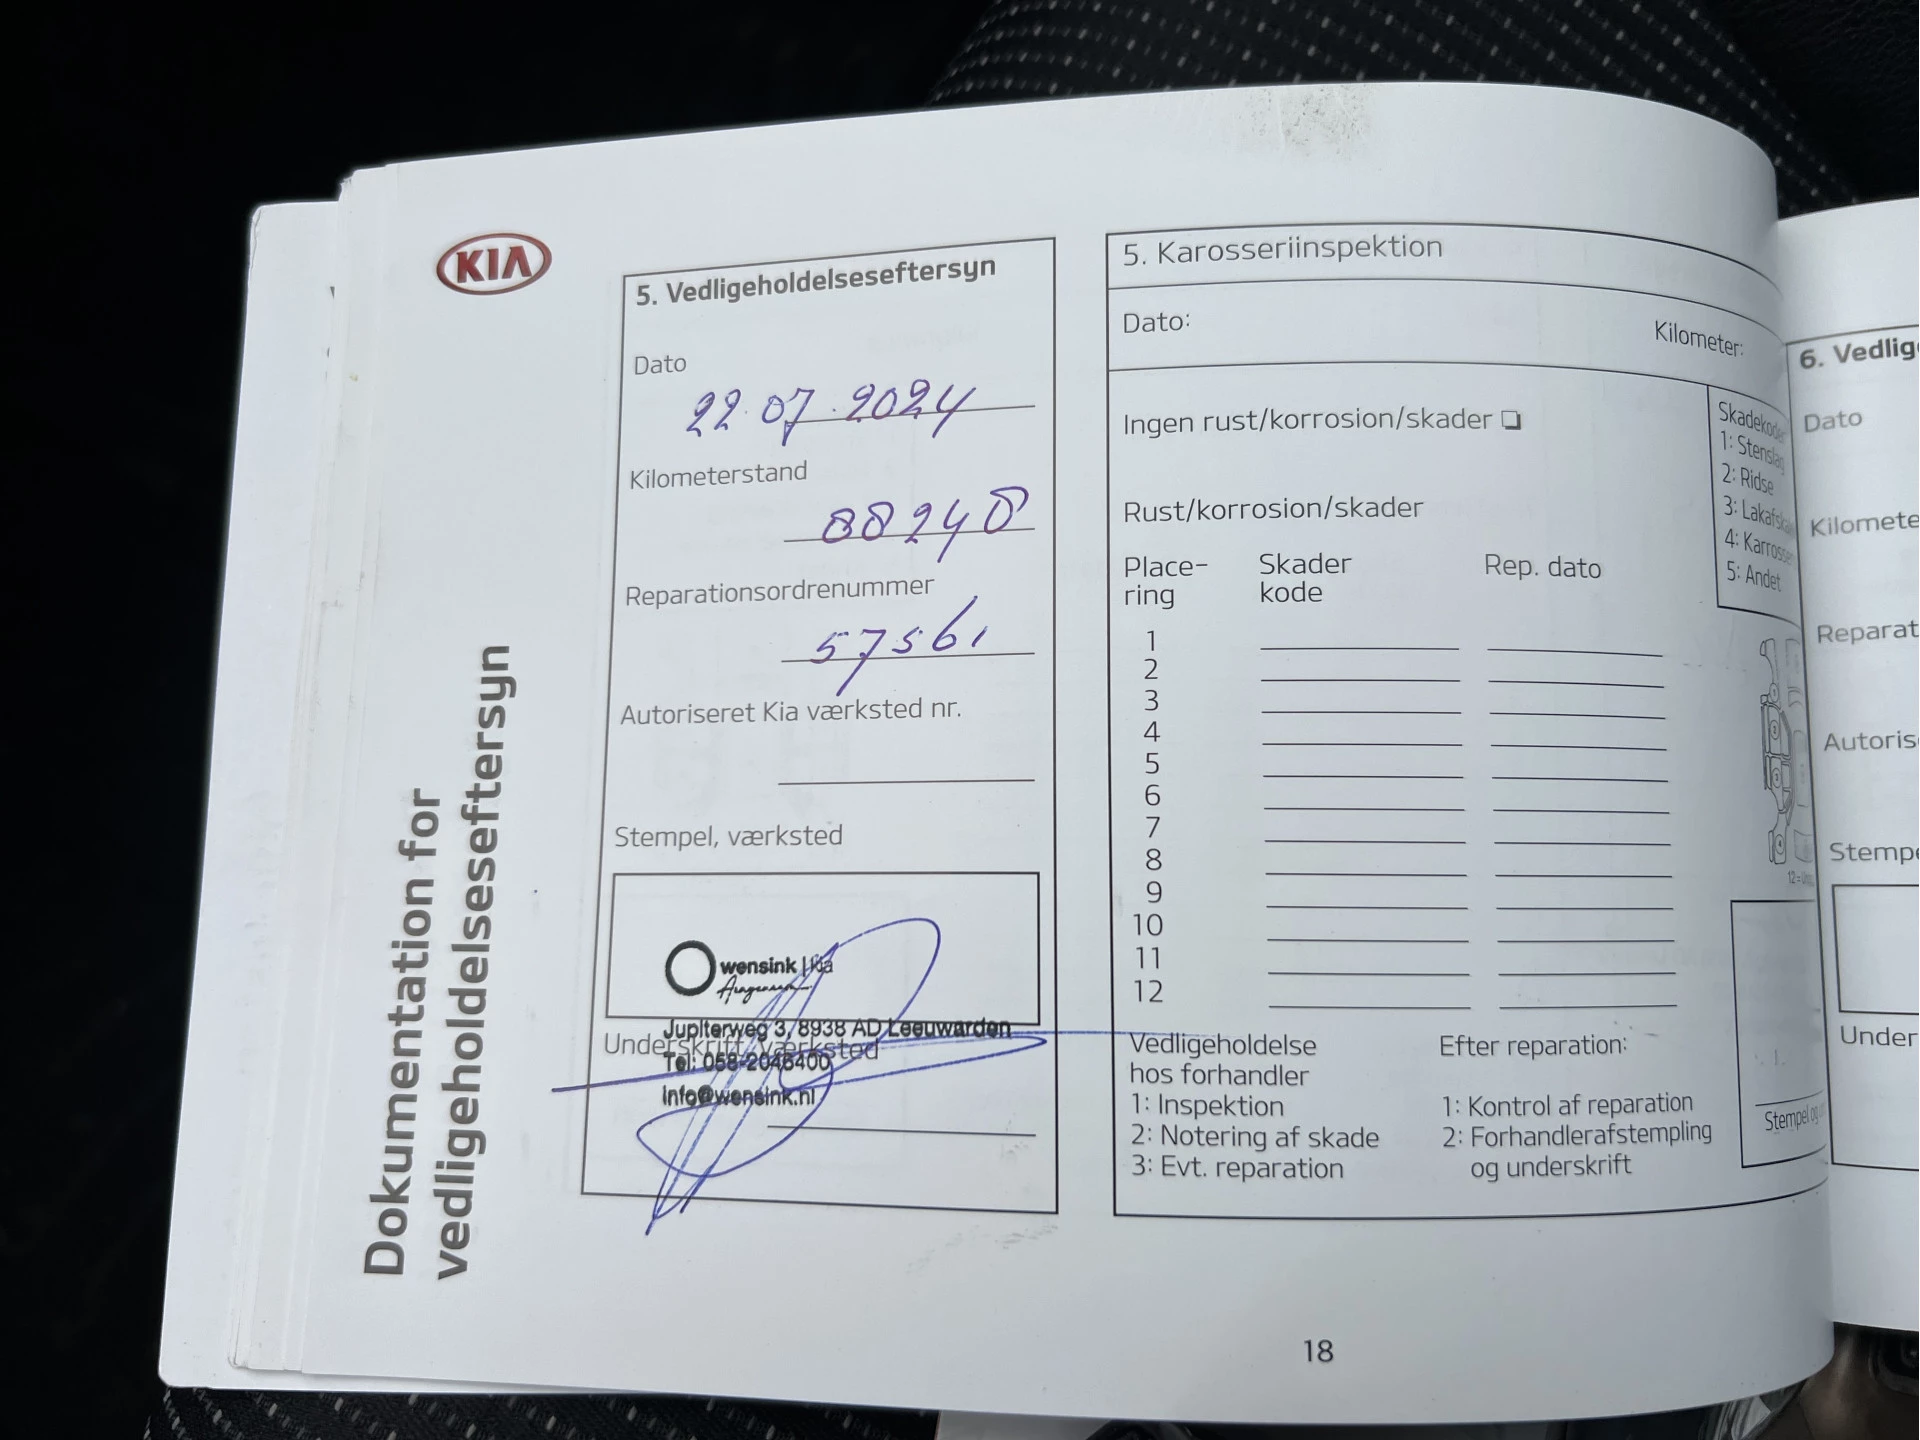 KIA
Dokumentation for
vedligeholdelseseftersyn
5. Vedligeholdelseseftersyn
Dato
22.07.2024
Kilometerstand
88248
Reparationsordrenummer
57561
Autoriseret Kia værksted nr.
Stempel, værksted
wensink | Kia
Jupiterweg 3, 8938 AD Leeuwarden
Underskrift, værksted
Tel: 058-2046400
info@wensink.nl
5. Karosseriinspektion
Dato:
Kilometer:
Ingen rust/korrosion/skader
Rust/korrosion/skader
Place-
ring
Skader
kode
Rep. dato
1
2
3
4
5
6
7
8
9
10
11
12
1: Stenslag
2: Ridse
5: Andet
Vedligeholdelse
hos forhandler
1: Inspektion
2: Notering af skade
3: Evt. reparation
Efter reparation:
1: Kontrol af reparation
2: Forhandlerafstempling
og underskrift
Stempel og
18
6. Vedlig
Dato
Kilomete
Reparat
Autoris
Stempe
Under